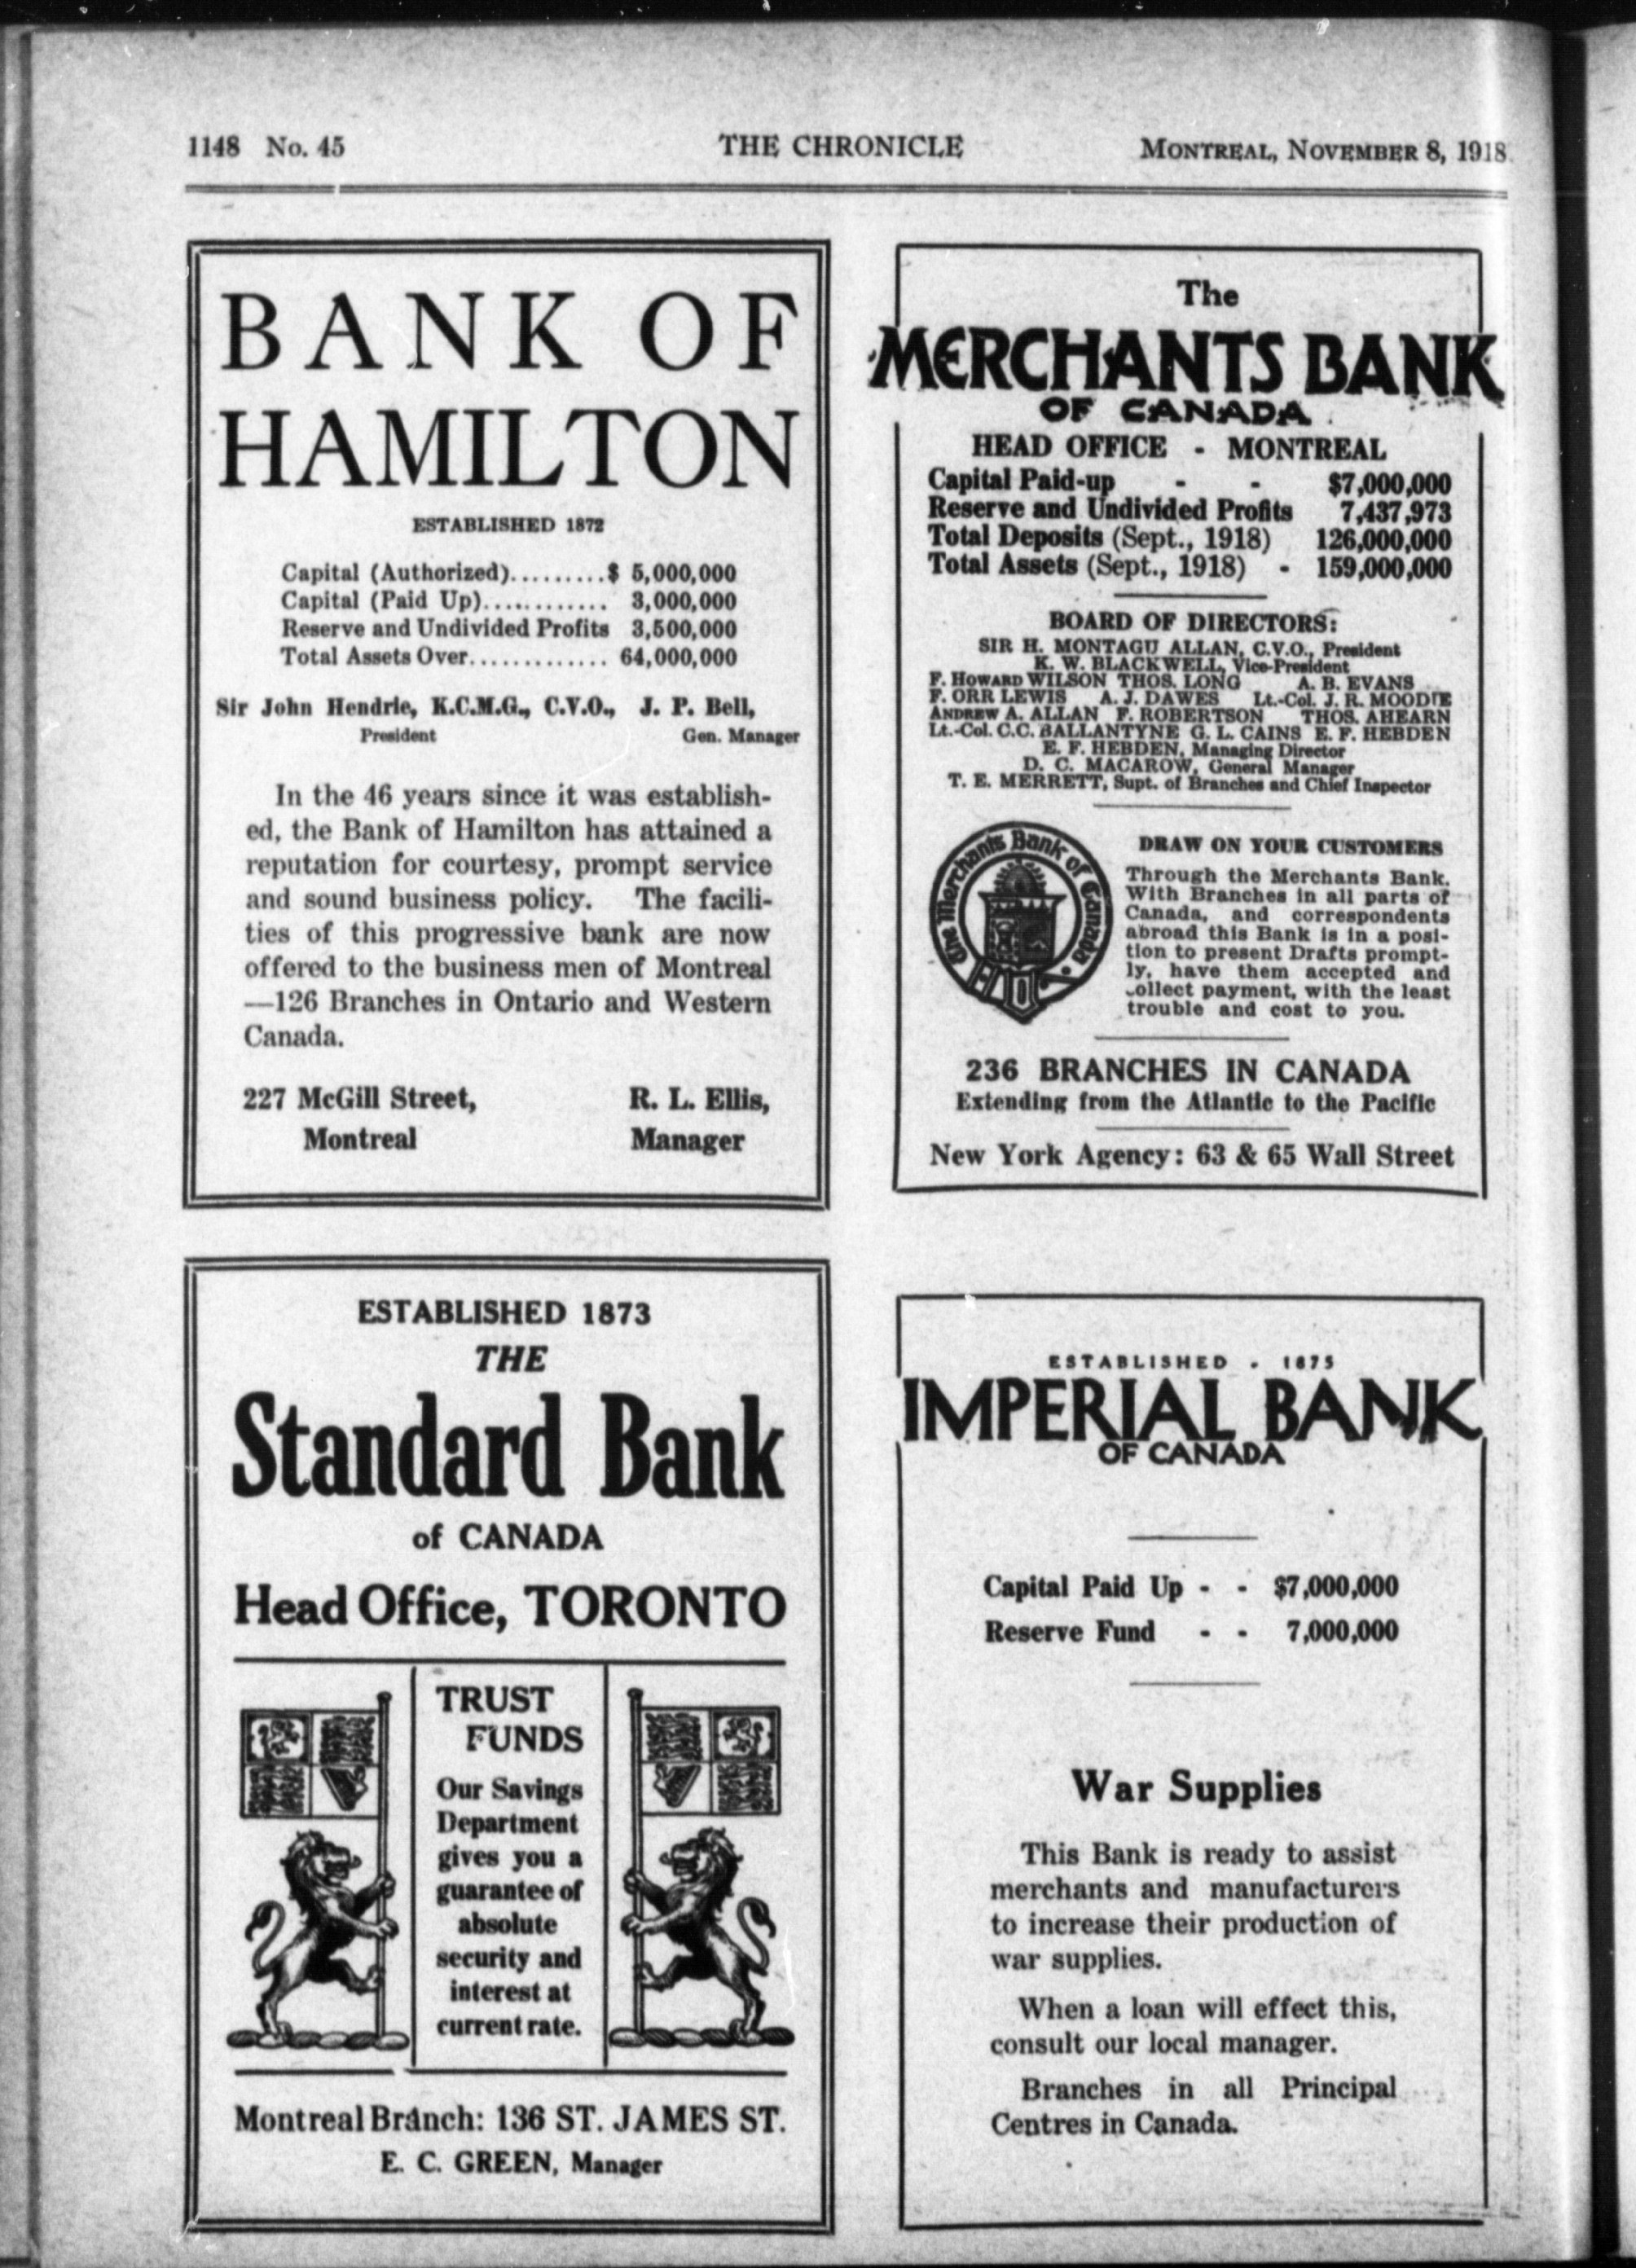 1148 No. 45
THE CHRONICLE
MONTREAL, NOVEMBER 8, 1918
BANK OF
HAMILTON
ESTABLISHED 1872
Capital (Authorized).........$ 5,000,000
Capital (Paid Up)............ 3,000,000
Reserve and Undivided Profits 3,500,000
Total Assets Over............. 64,000,000
Sir John Hendrie, K.C.M.G., C.V.O., J. P. Bell,
President Gen. Manager
In the 46 years since it was establish-
ed, the Bank of Hamilton has attained a
reputation for courtesy, prompt service
and sound business policy. The facili-
ties of this progressive bank are now
offered to the business men of Montreal
—126 Branches in Ontario and Western
Canada.
227 McGill Street, R. L. Ellis,
Montreal Manager
The
MERCHANTS BANK
OF CANADA
HEAD OFFICE - MONTREAL
Capital Paid-up - - $7,000,000
Reserve and Undivided Profits 7,437,973
Total Deposits (Sept., 1918) 126,000,000
Total Assets (Sept., 1918) - 159,000,000
BOARD OF DIRECTORS:
SIR H. MONTAGU ALLAN, C.V.O., President
K. W. BLACKWELL, Vice-President
F. HOWARD WILSON THOS. LONG A. B. EVANS
F. ORR LEWIS A. J. DAWES Lt.-Col. J. R. MOODIE
ANDREW A. ALLAN F. ROBERTSON THOS. AHEARN
Lt.-Col. C.C. BALLANTYNE G. L. CAINS E. F. HEBDEN
E. F. HEBDEN, Managing Director
D. C. MACAROW, General Manager
T. E. MERRETT, Supt. of Branches and Chief Inspector
The Merchants Bank of Canada
DRAW ON YOUR CUSTOMERS
Through the Merchants Bank.
With Branches in all parts of
Canada, and correspondents
abroad this Bank is in a posi-
tion to present Drafts prompt-
ly, have them accepted and
collect payment, with the least
trouble and cost to you.
236 BRANCHES IN CANADA
Extending from the Atlantic to the Pacific
New York Agency: 63 & 65 Wall Street
ESTABLISHED 1873
THE
Standard Bank
of CANADA
Head Office, TORONTO
TRUST
FUNDS
Our Savings
Department
gives you a
guarantee of
absolute
security and
interest at
current rate.
Montreal Branch: 136 ST. JAMES ST.
E. C. GREEN, Manager
ESTABLISHED . 1875
IMPERIAL BANK
OF CANADA
Capital Paid Up - - $7,000,000
Reserve Fund - - 7,000,000
War Supplies
This Bank is ready to assist
merchants and manufacturers
to increase their production of
war supplies.
When a loan will effect this,
consult our local manager.
Branches in all Principal
Centres in Canada.